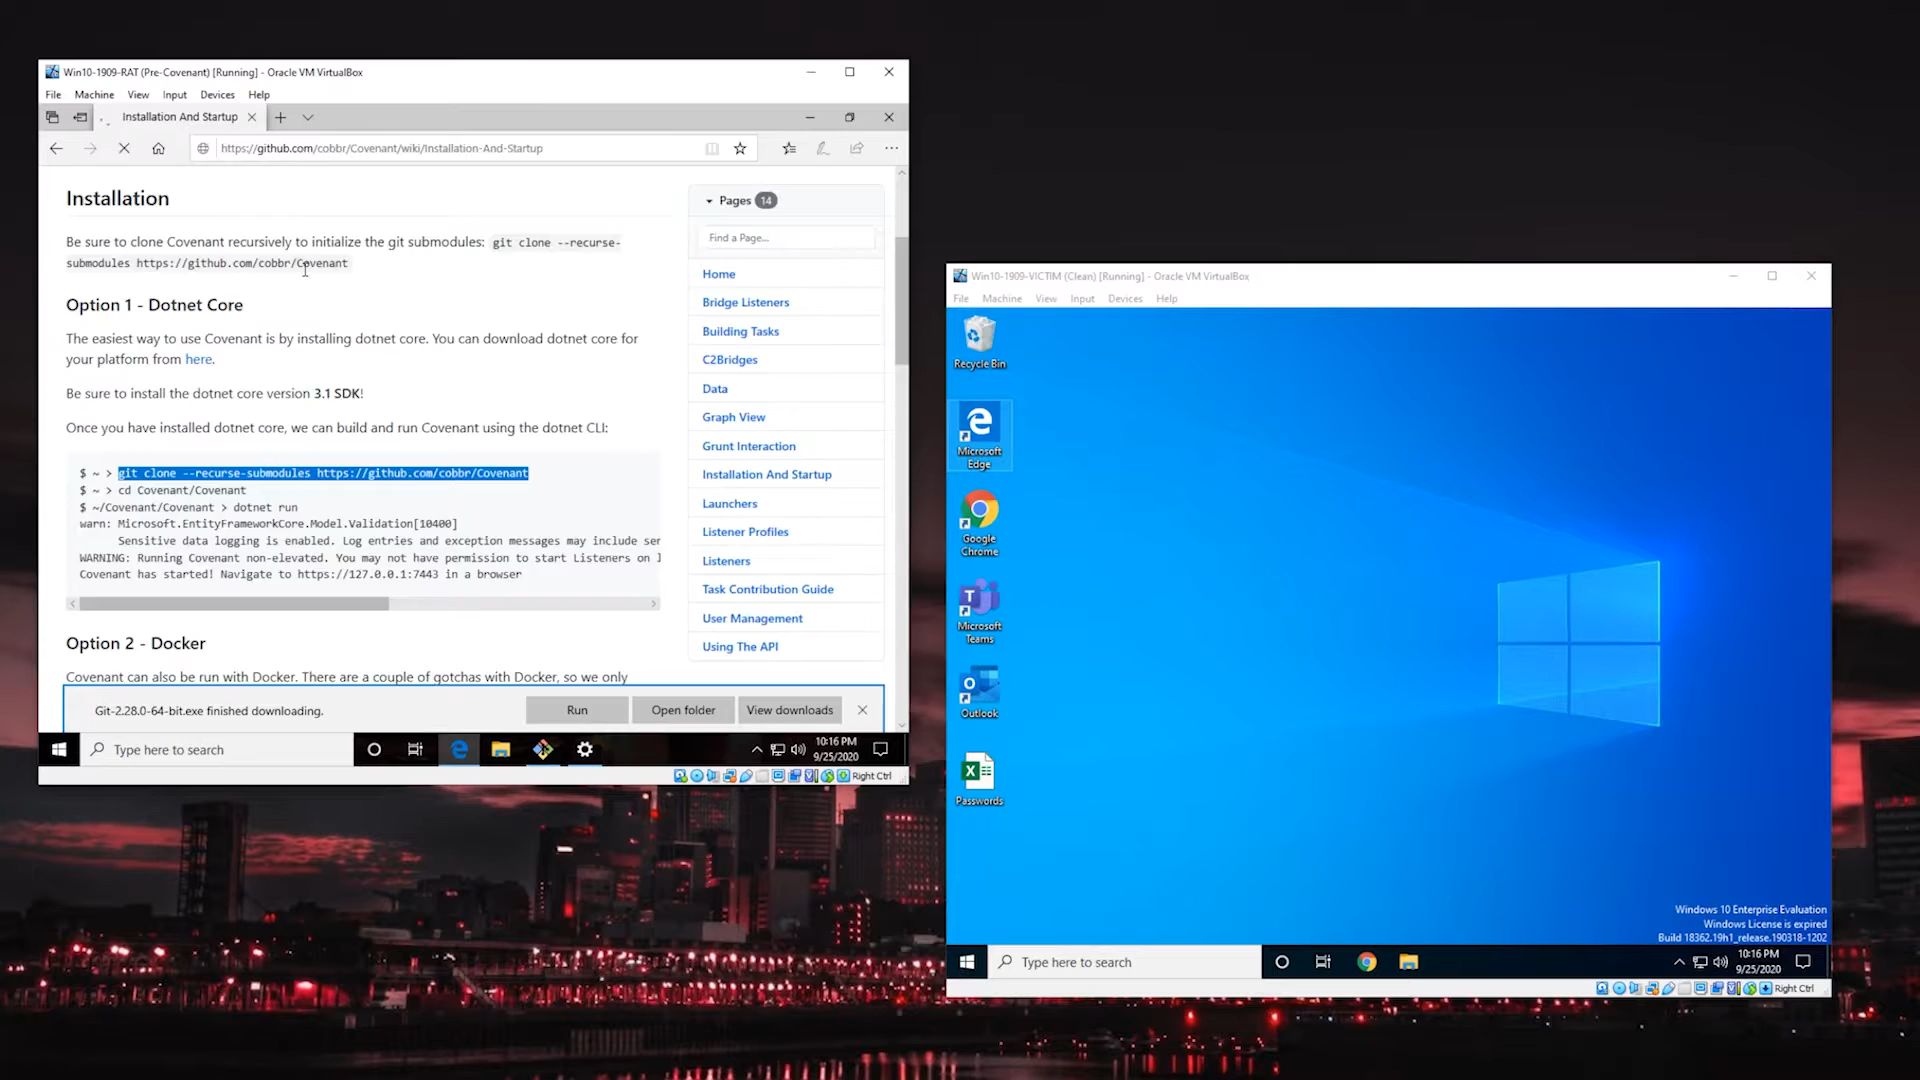 Win10-1909-RAT (Pre-Covenant) [Running] - Oracle VM VirtualBox
File Machine View Input Devices Help
Installation And Startup
https://github.com/cobbr/Covenant/wiki/Installation-And-Startup
Installation
Be sure to clone Covenant recursively to initialize the git submodules: git clone --recurse-
submodules https://github.com/cobbr/Covenant
Option 1 - Dotnet Core
The easiest way to use Covenant is by installing dotnet core. You can download dotnet core for
your platform from here.
Be sure to install the dotnet core version 3.1 SDK!
Once you have installed dotnet core, we can build and run Covenant using the dotnet CLI:
$ ~ > git clone --recurse-submodules https://github.com/cobbr/Covenant
$ ~ > cd Covenant/Covenant
$ ~/Covenant/Covenant > dotnet run
warn: Microsoft.EntityFrameworkCore.Model.Validation[10400]
Sensitive data logging is enabled. Log entries and exception messages may include ser
WARNING: Running Covenant non-elevated. You may not have permission to start Listeners on l
Covenant has started! Navigate to https://127.0.0.1:7443 in a browser
Option 2 - Docker
Covenant can also be run with Docker. There are a couple of gotchas with Docker, so we only
Pages 14
Find a Page...
Home
Bridge Listeners
Building Tasks
C2Bridges
Data
Graph View
Grunt Interaction
Installation And Startup
Launchers
Listener Profiles
Listeners
Task Contribution Guide
User Management
Using The API
Git-2.28.0-64-bit.exe finished downloading.
Run
Open folder
View downloads
Type here to search
10:16 PM
9/25/2020
Right Ctrl
Win10-1909-VICTIM (Clean) [Running] - Oracle VM VirtualBox
File Machine View Input Devices Help
Recycle Bin
Microsoft
Edge
Google
Chrome
Microsoft
Teams
Outlook
Passwords
Windows 10 Enterprise Evaluation
Windows License is expired
Build 18362.19h1_release.190318-1202
Type here to search
10:16 PM
9/25/2020
Right Ctrl